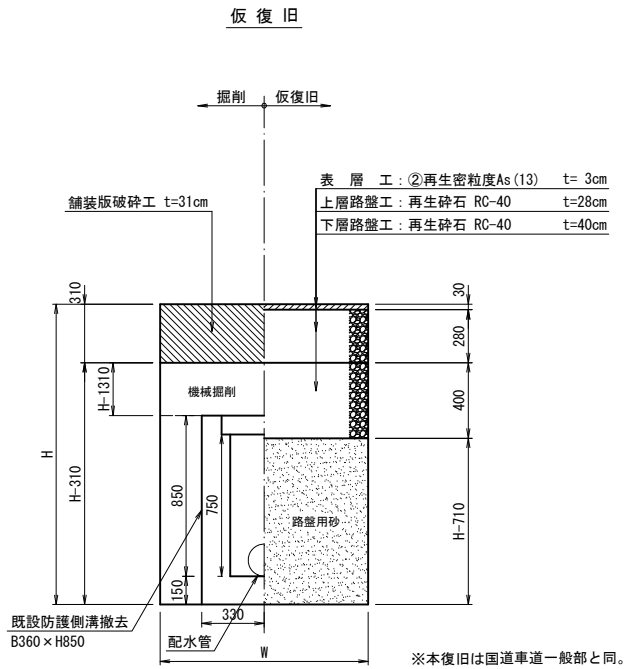 仮復旧
掘削 仮復旧
表層工：②再生密粒度As(13) t= 3cm
上層路盤工：再生砕石 RC-40 t=28cm
下層路盤工：再生砕石 RC-40 t=40cm
舗装版破砕工 t=31cm
310
30
280
400
H-710
H
H-310
H-1310
機械掘削
850
750
150
路盤用砂
330
既設防護側溝撤去
B360×H850
配水管
W
※本復旧は国道車道一般部と同。